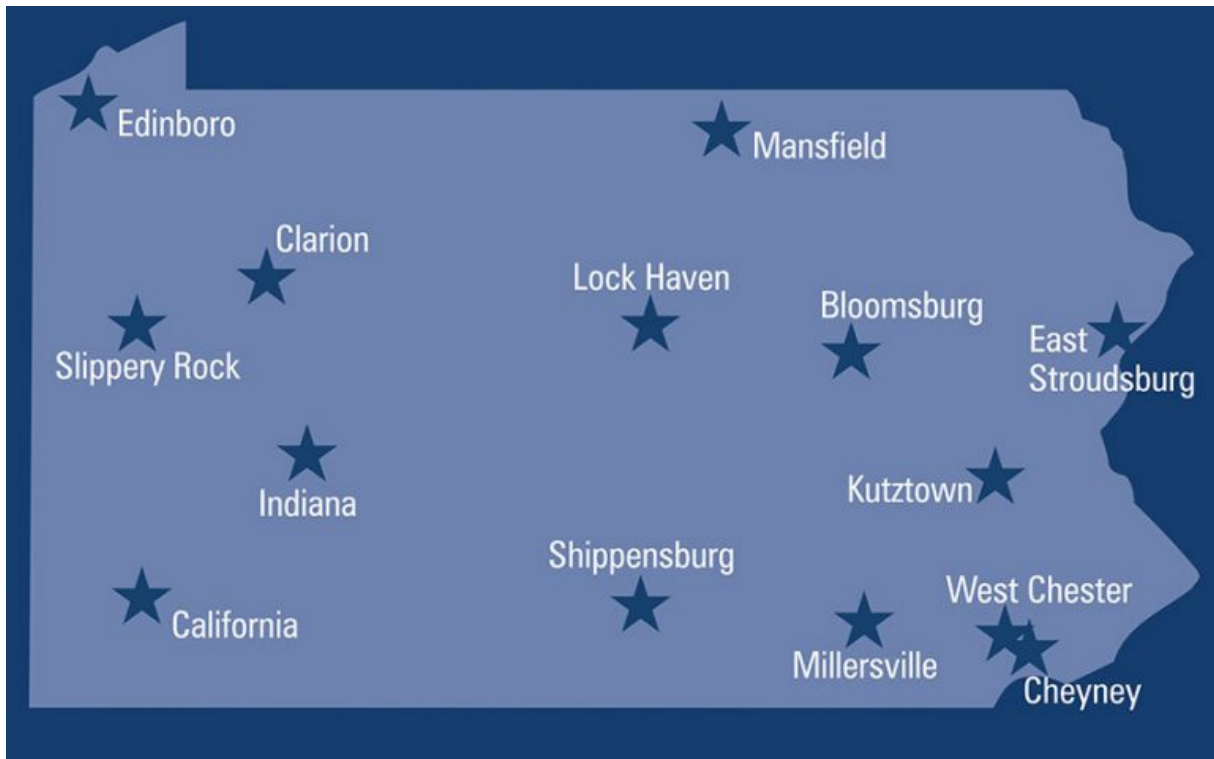 Edinboro
Mansfield
Clarion
Lock Haven
Bloomsburg
East
Stroudsburg
Slippery Rock
Indiana
Kutztown
Shippensburg
West Chester
California
Millersville
Cheyney